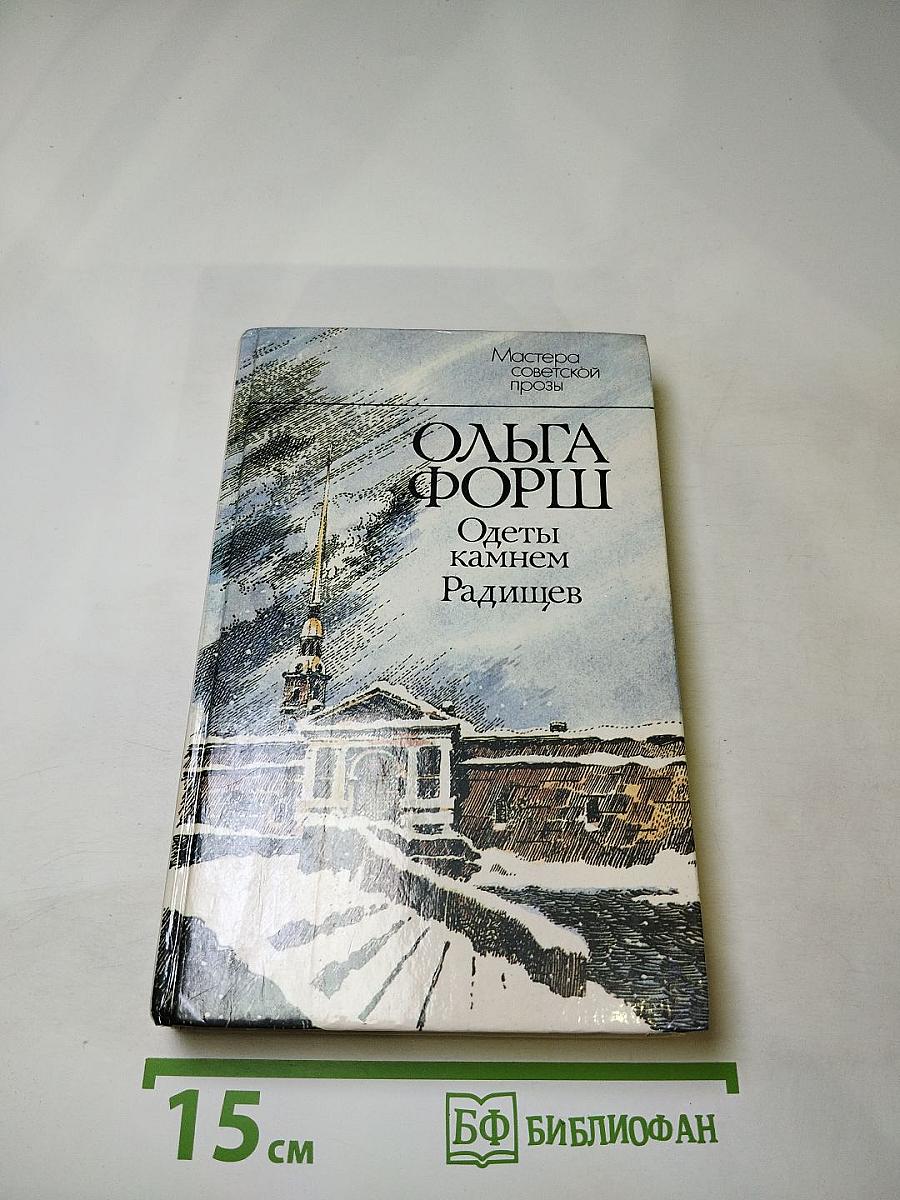 Мастера
советской
прозы
ОЛЬГА
ФОРШ
Одеты
камнем
Радищев
15 см
БФ БИБЛИОФАН